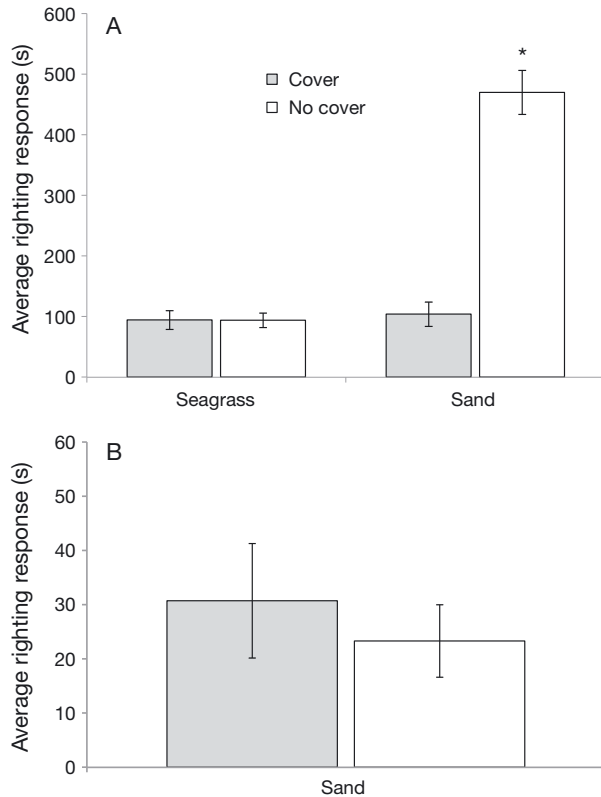 A
Average righting response (s)
600
500
400
300
200
100
0
Cover
No cover
*
Seagrass Sand
B
Average righting response (s)
60
50
40
30
20
10
0
Sand